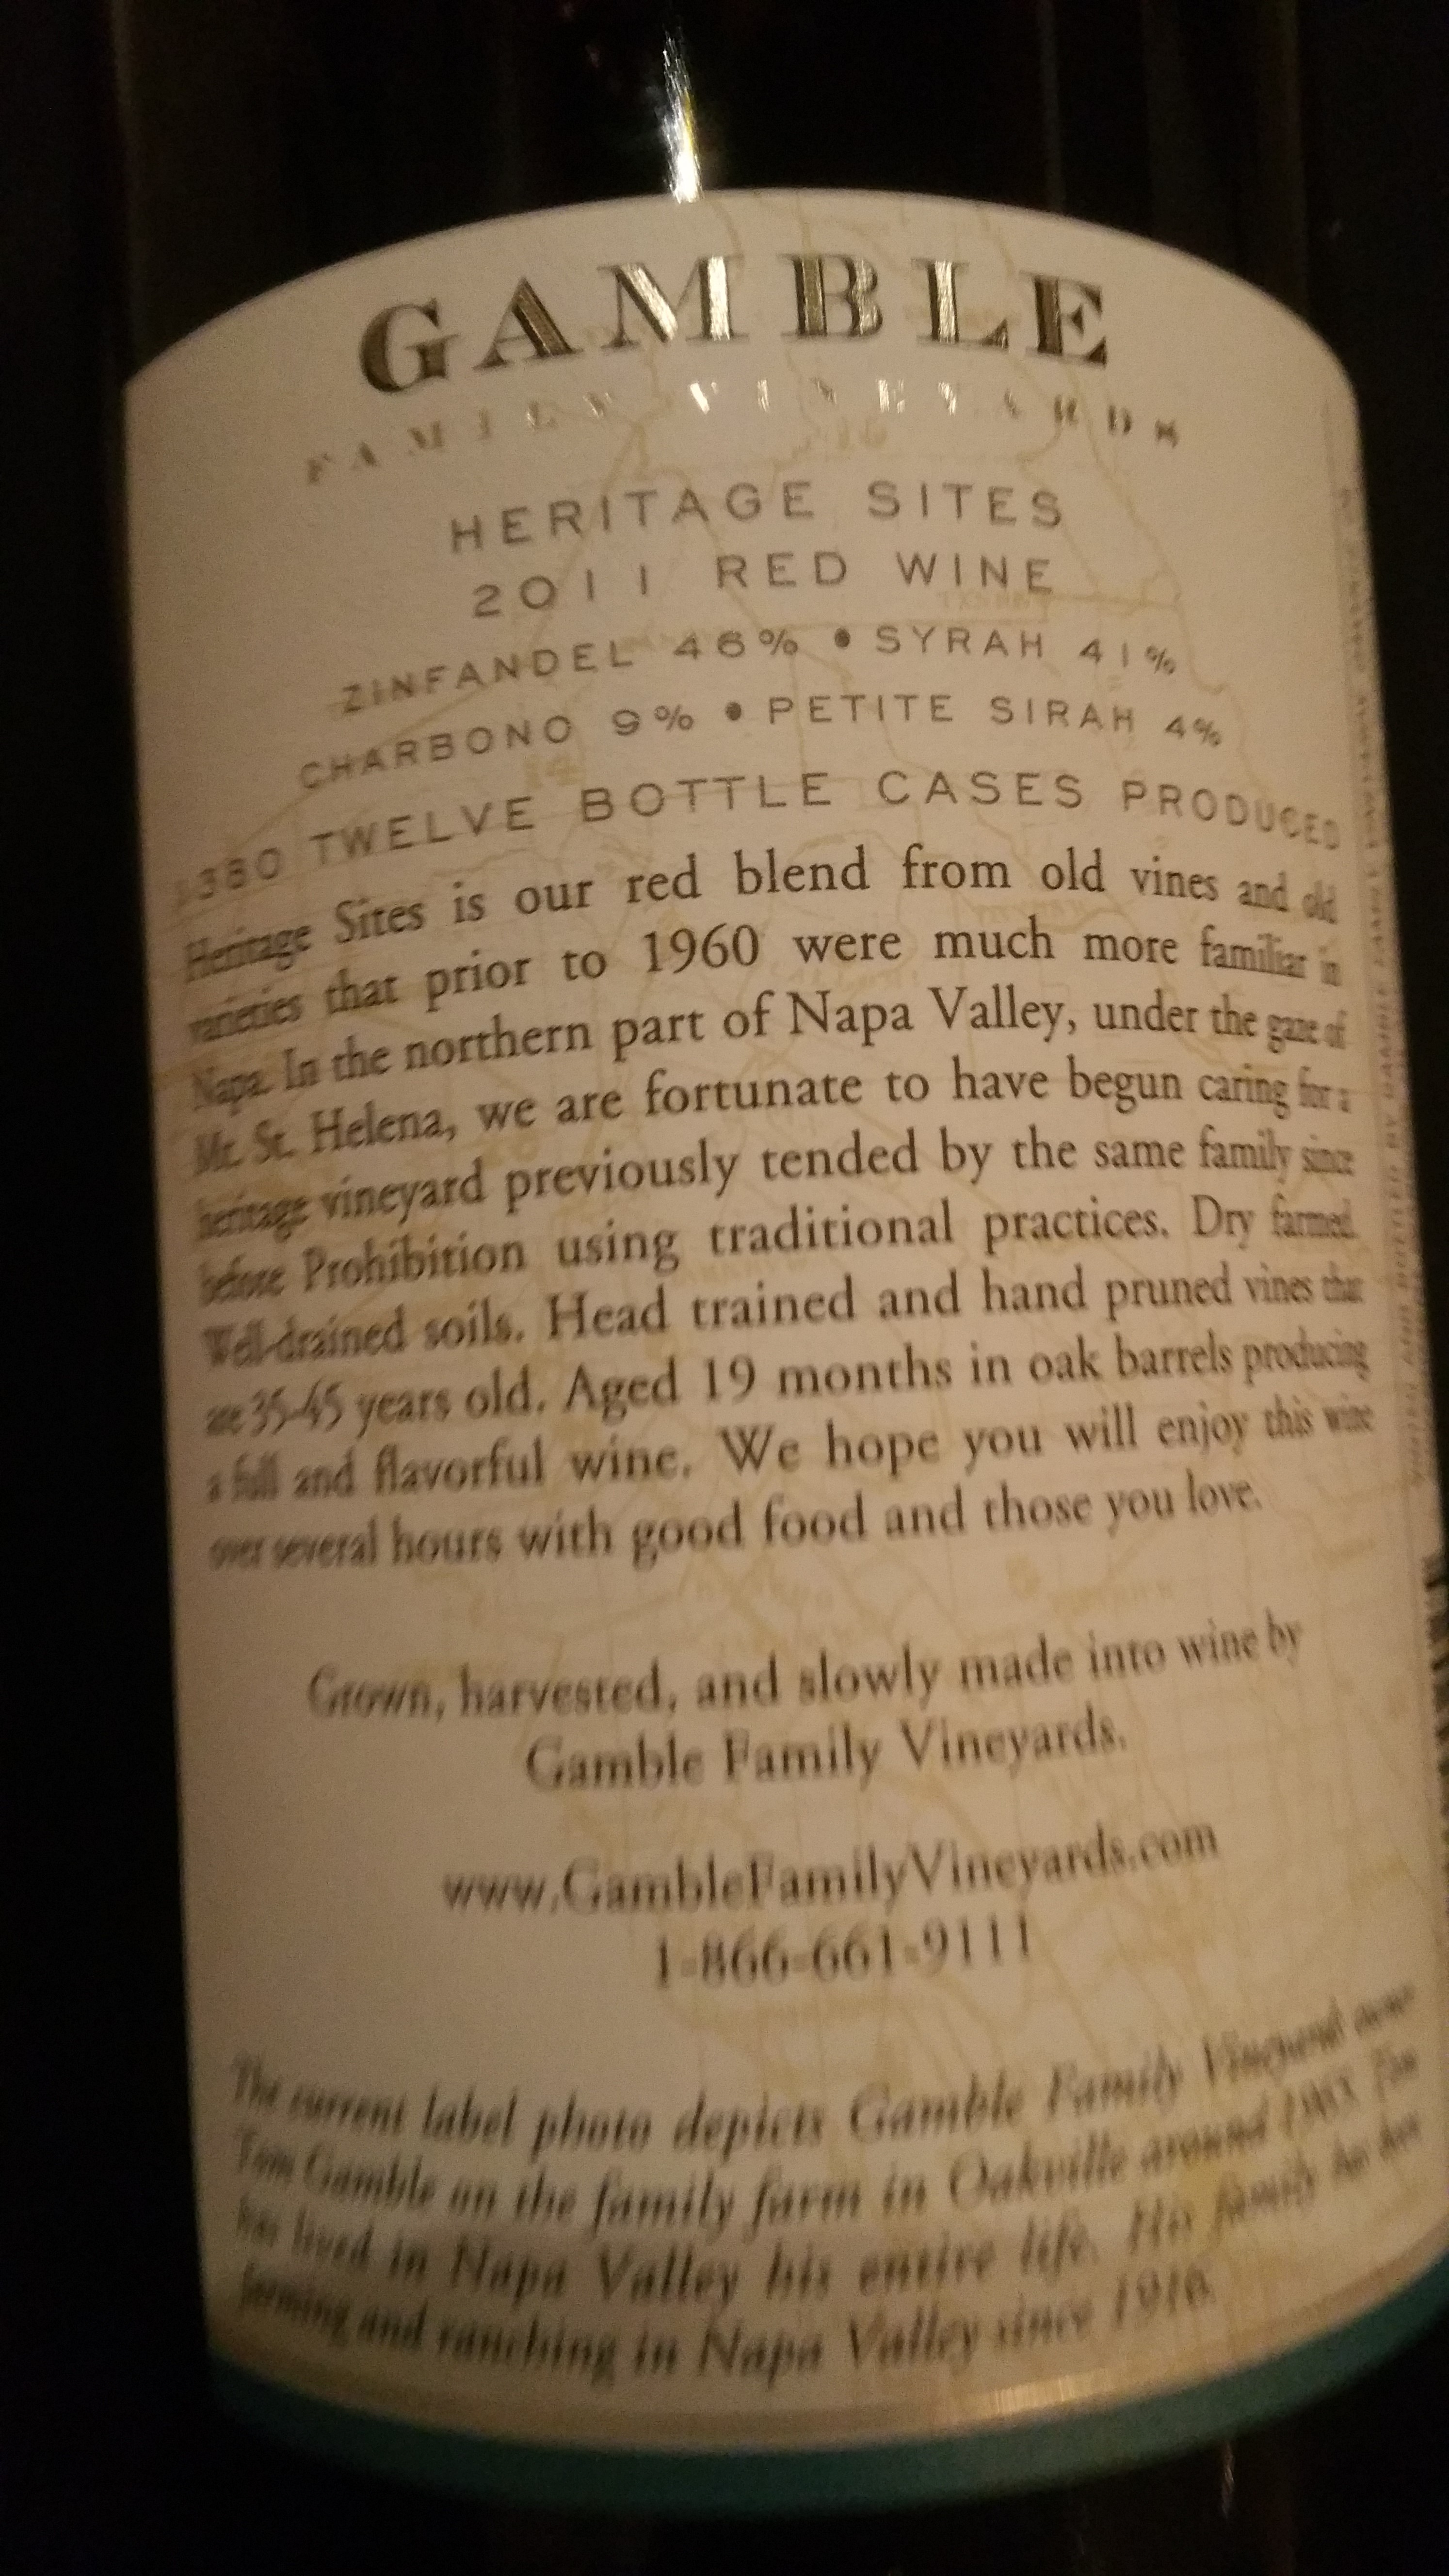 GAMBLE
FAMILY VINEYARDS
HERITAGE SITES
2011 RED WINE
ZINFANDEL 46% • SYRAH 41%
CHARBONO 9% • PETITE SIRAH 4%
TWELVE BOTTLE CASES PRODUCED
Heritage Sites is our red blend from old vines and old
varieties that prior to 1960 were much more familiar in
Napa. In the northern part of Napa Valley, under the gaze of
Mt. St. Helena, we are fortunate to have begun caring for a
heritage vineyard previously tended by the same family since
before Prohibition using traditional practices. Dry farmed.
Well-drained soils. Head trained and hand pruned vines that
are 35-45 years old. Aged 19 months in oak barrels producing
a full and flavorful wine. We hope you will enjoy this wine
over several hours with good food and those you love.
Grown, harvested, and slowly made into wine by
Gamble Family Vineyards.
www.GambleFamilyVineyards.com
1-866-661-9111
The current label photo depicts Gamble Family Vineyards
Tom Gamble on the family farm in Oakville around Tom
has lived in Napa Valley his entire life. His family has been
farming and ranching in Napa Valley since 1916.